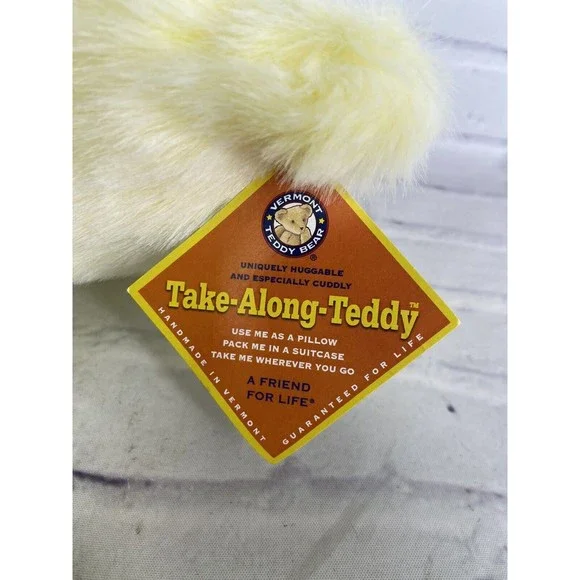 VERMONT
TEDDY BEAR
®
UNIQUELY HUGGABLE
AND ESPECIALLY CUDDLY
Take-Along-Teddy™
USE ME AS A PILLOW
PACK ME IN A SUITCASE
TAKE ME WHEREVER YOU GO
A FRIEND
FOR LIFE®
HANDMADE IN VERMONT
GUARANTEED FOR LIFE